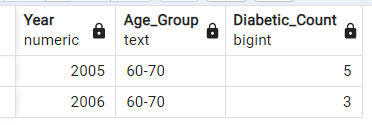 Year Age_Group Diabetic_Count
numeric text bigint
2005 60-70 5
2006 60-70 3